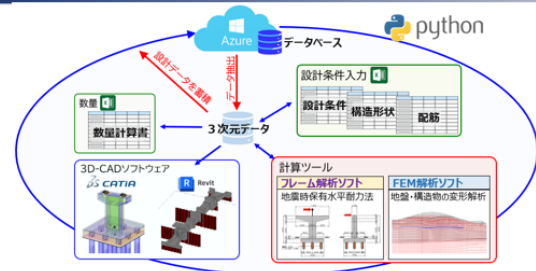 Azure
データベース
python
設計データを蓄積
データ抽出
設計条件入力
設計条件
構造形状
配筋
数量
数量計算書
3次元データ
3D-CADソフトウェア
CATIA
R Revit
計算ツール
フレーム解析ソフト
地震時保有水平耐力法
FEM解析ソフト
地盤・構造物の変形解析